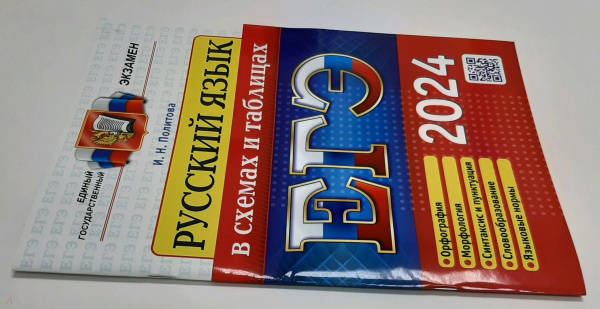 ЕДИНЫЙ
ГОСУДАРСТВЕННЫЙ
ЭКЗАМЕН
И. Н. Политова
РУССКИЙ ЯЗЫК
в схемах и таблицах
ЕГЭ
2024
• Орфография
• Морфология
• Синтаксис и пунктуация
• Словообразование
• Языковые нормы